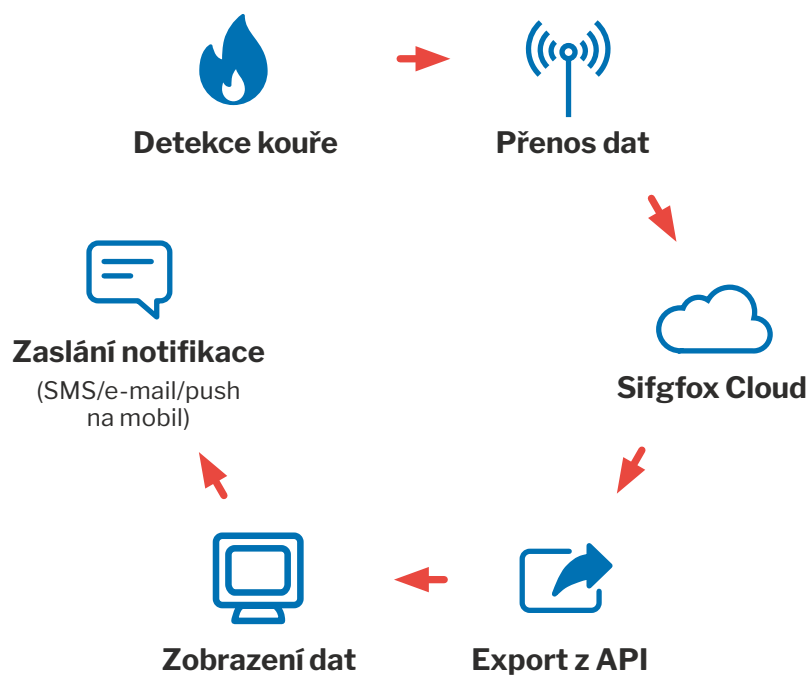 Detekce kouře
Přenos dat
Sifgfox Cloud
Export z API
Zobrazení dat
Zaslání notifikace
(SMS/e-mail/push
na mobil)